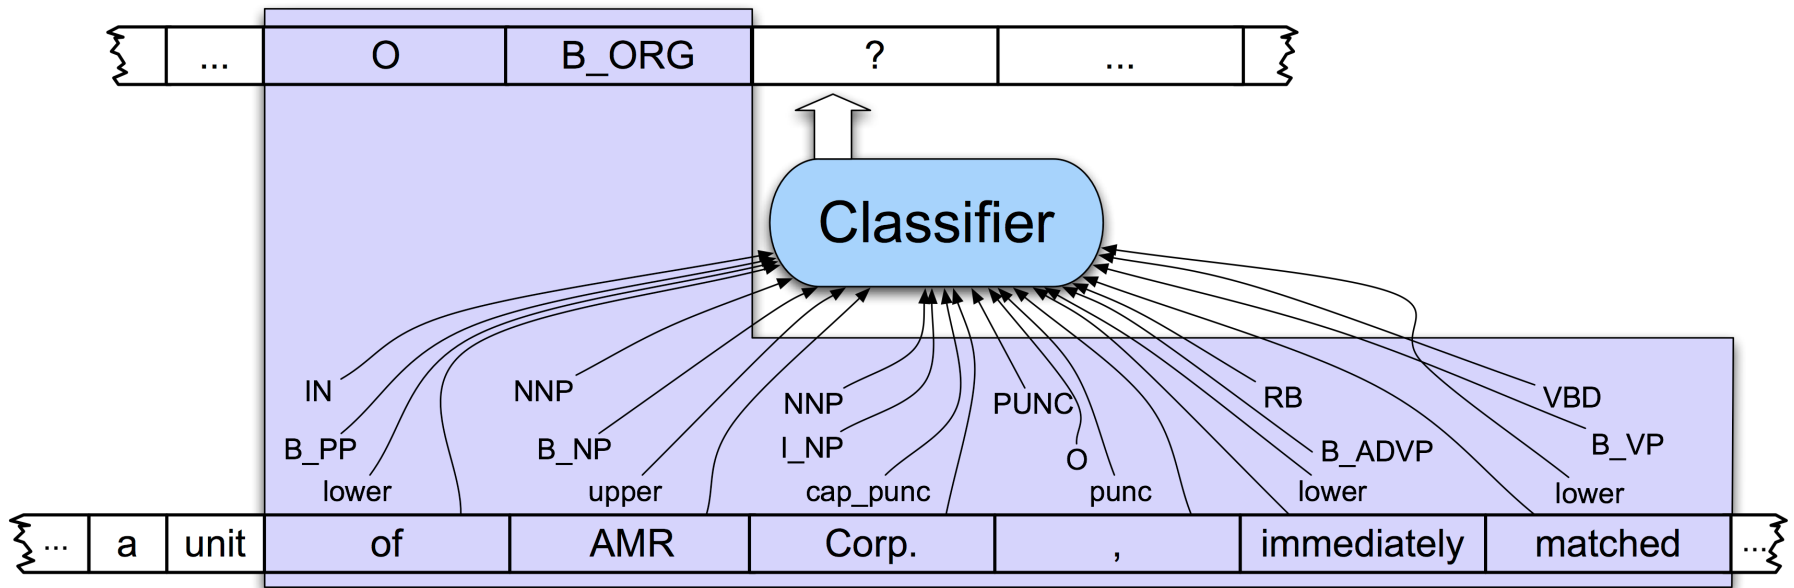 ... O B_ORG ? ...
Classifier
IN NNP NNP PUNC RB VBD
B_PP B_NP I_NP O B_ADVP B_VP
lower upper cap_punc punc lower lower
... a unit of AMR Corp. , immediately matched ...